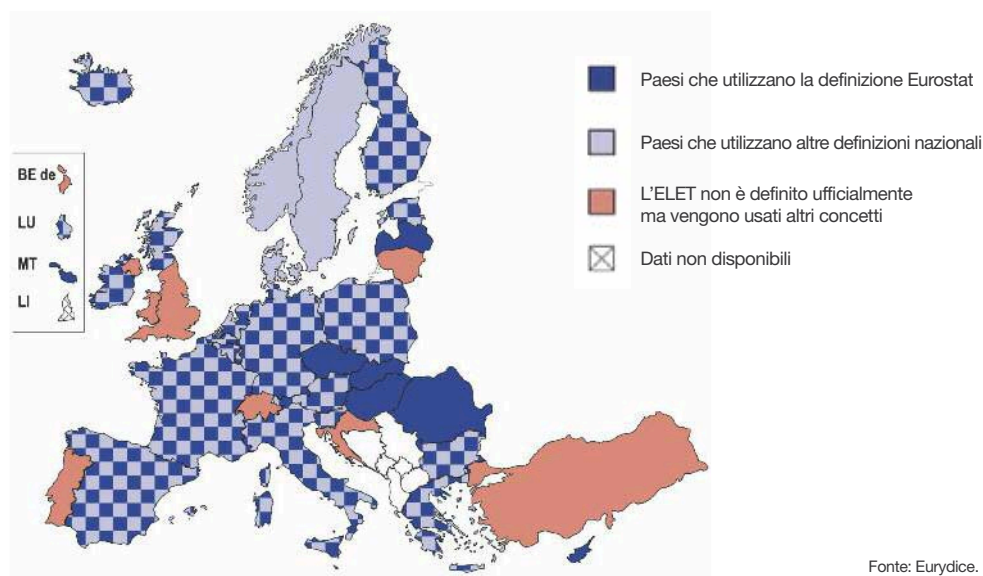 BE de
LU
MT
LI
Paesi che utilizzano la definizione Eurostat
Paesi che utilizzano altre definizioni nazionali
L'ELET non è definito ufficialmente
ma vengono usati altri concetti
Dati non disponibili
Fonte: Eurydice.